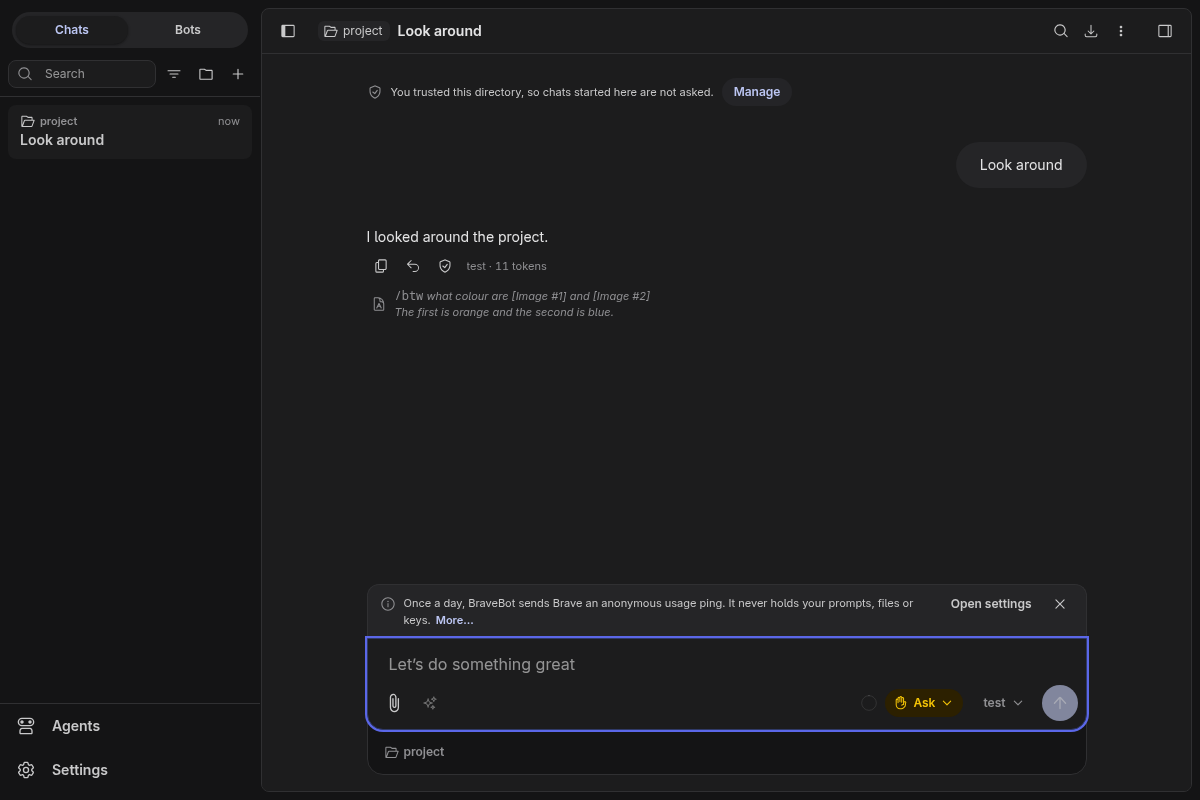 Chats
Bots
Search
project
now
Look around
Agents
Settings
project
Look around
You trusted this directory, so chats started here are not asked.
Manage
Look around
I looked around the project.
test · 11 tokens
/btw what colour are [Image #1] and [Image #2]
The first is orange and the second is blue.
Once a day, BraveBot sends Brave an anonymous usage ping. It never holds your prompts, files or
keys. More...
Open settings
Let's do something great
Ask
test
project